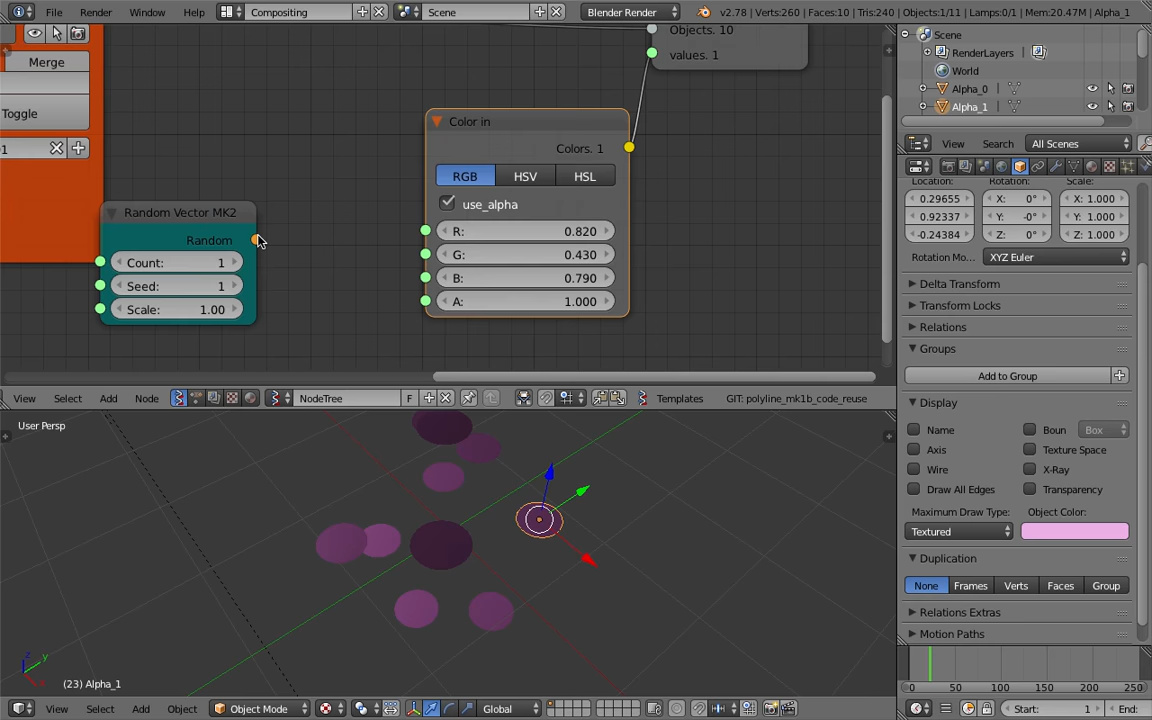 File Render Window Help Compositing Scene Blender Render v2.78 | Verts:260 | Faces:10 | Tris:240 | Objects:1/11 | Lamps:0/1 | Mem:20.47M | Alpha_1
Merge
Toggle
1
Random Vector MK2
Random
Count: 1
Seed: 1
Scale: 1.00
Objects. 10
values. 1
Color in
Colors. 1
RGB HSV HSL
use_alpha
R: 0.820
G: 0.430
B: 0.790
A: 1.000
View Select Add Node NodeTree F Templates GIT: polyline_mk1b_code_reuse
User Persp
(23) Alpha_1
View Select Add Object Object Mode Global
Scene
RenderLayers
World
Alpha_0
Alpha_1
View Search All Scenes
Location: Rotation: Scale:
0.29655 X: 0° X: 1.000
0.92337 Y: -0° Y: 1.000
-0.24384 Z: 0° Z: 1.000
Rotation Mo... XYZ Euler
Delta Transform
Transform Locks
Relations
Groups
Add to Group
Display
Name Boun Box
Axis Texture Space
Wire X-Ray
Draw All Edges Transparency
Maximum Draw Type: Object Color:
Textured
Duplication
None Frames Verts Faces Group
Relations Extras
Motion Paths
0 50 100 150 200 250
Start: 1 End: